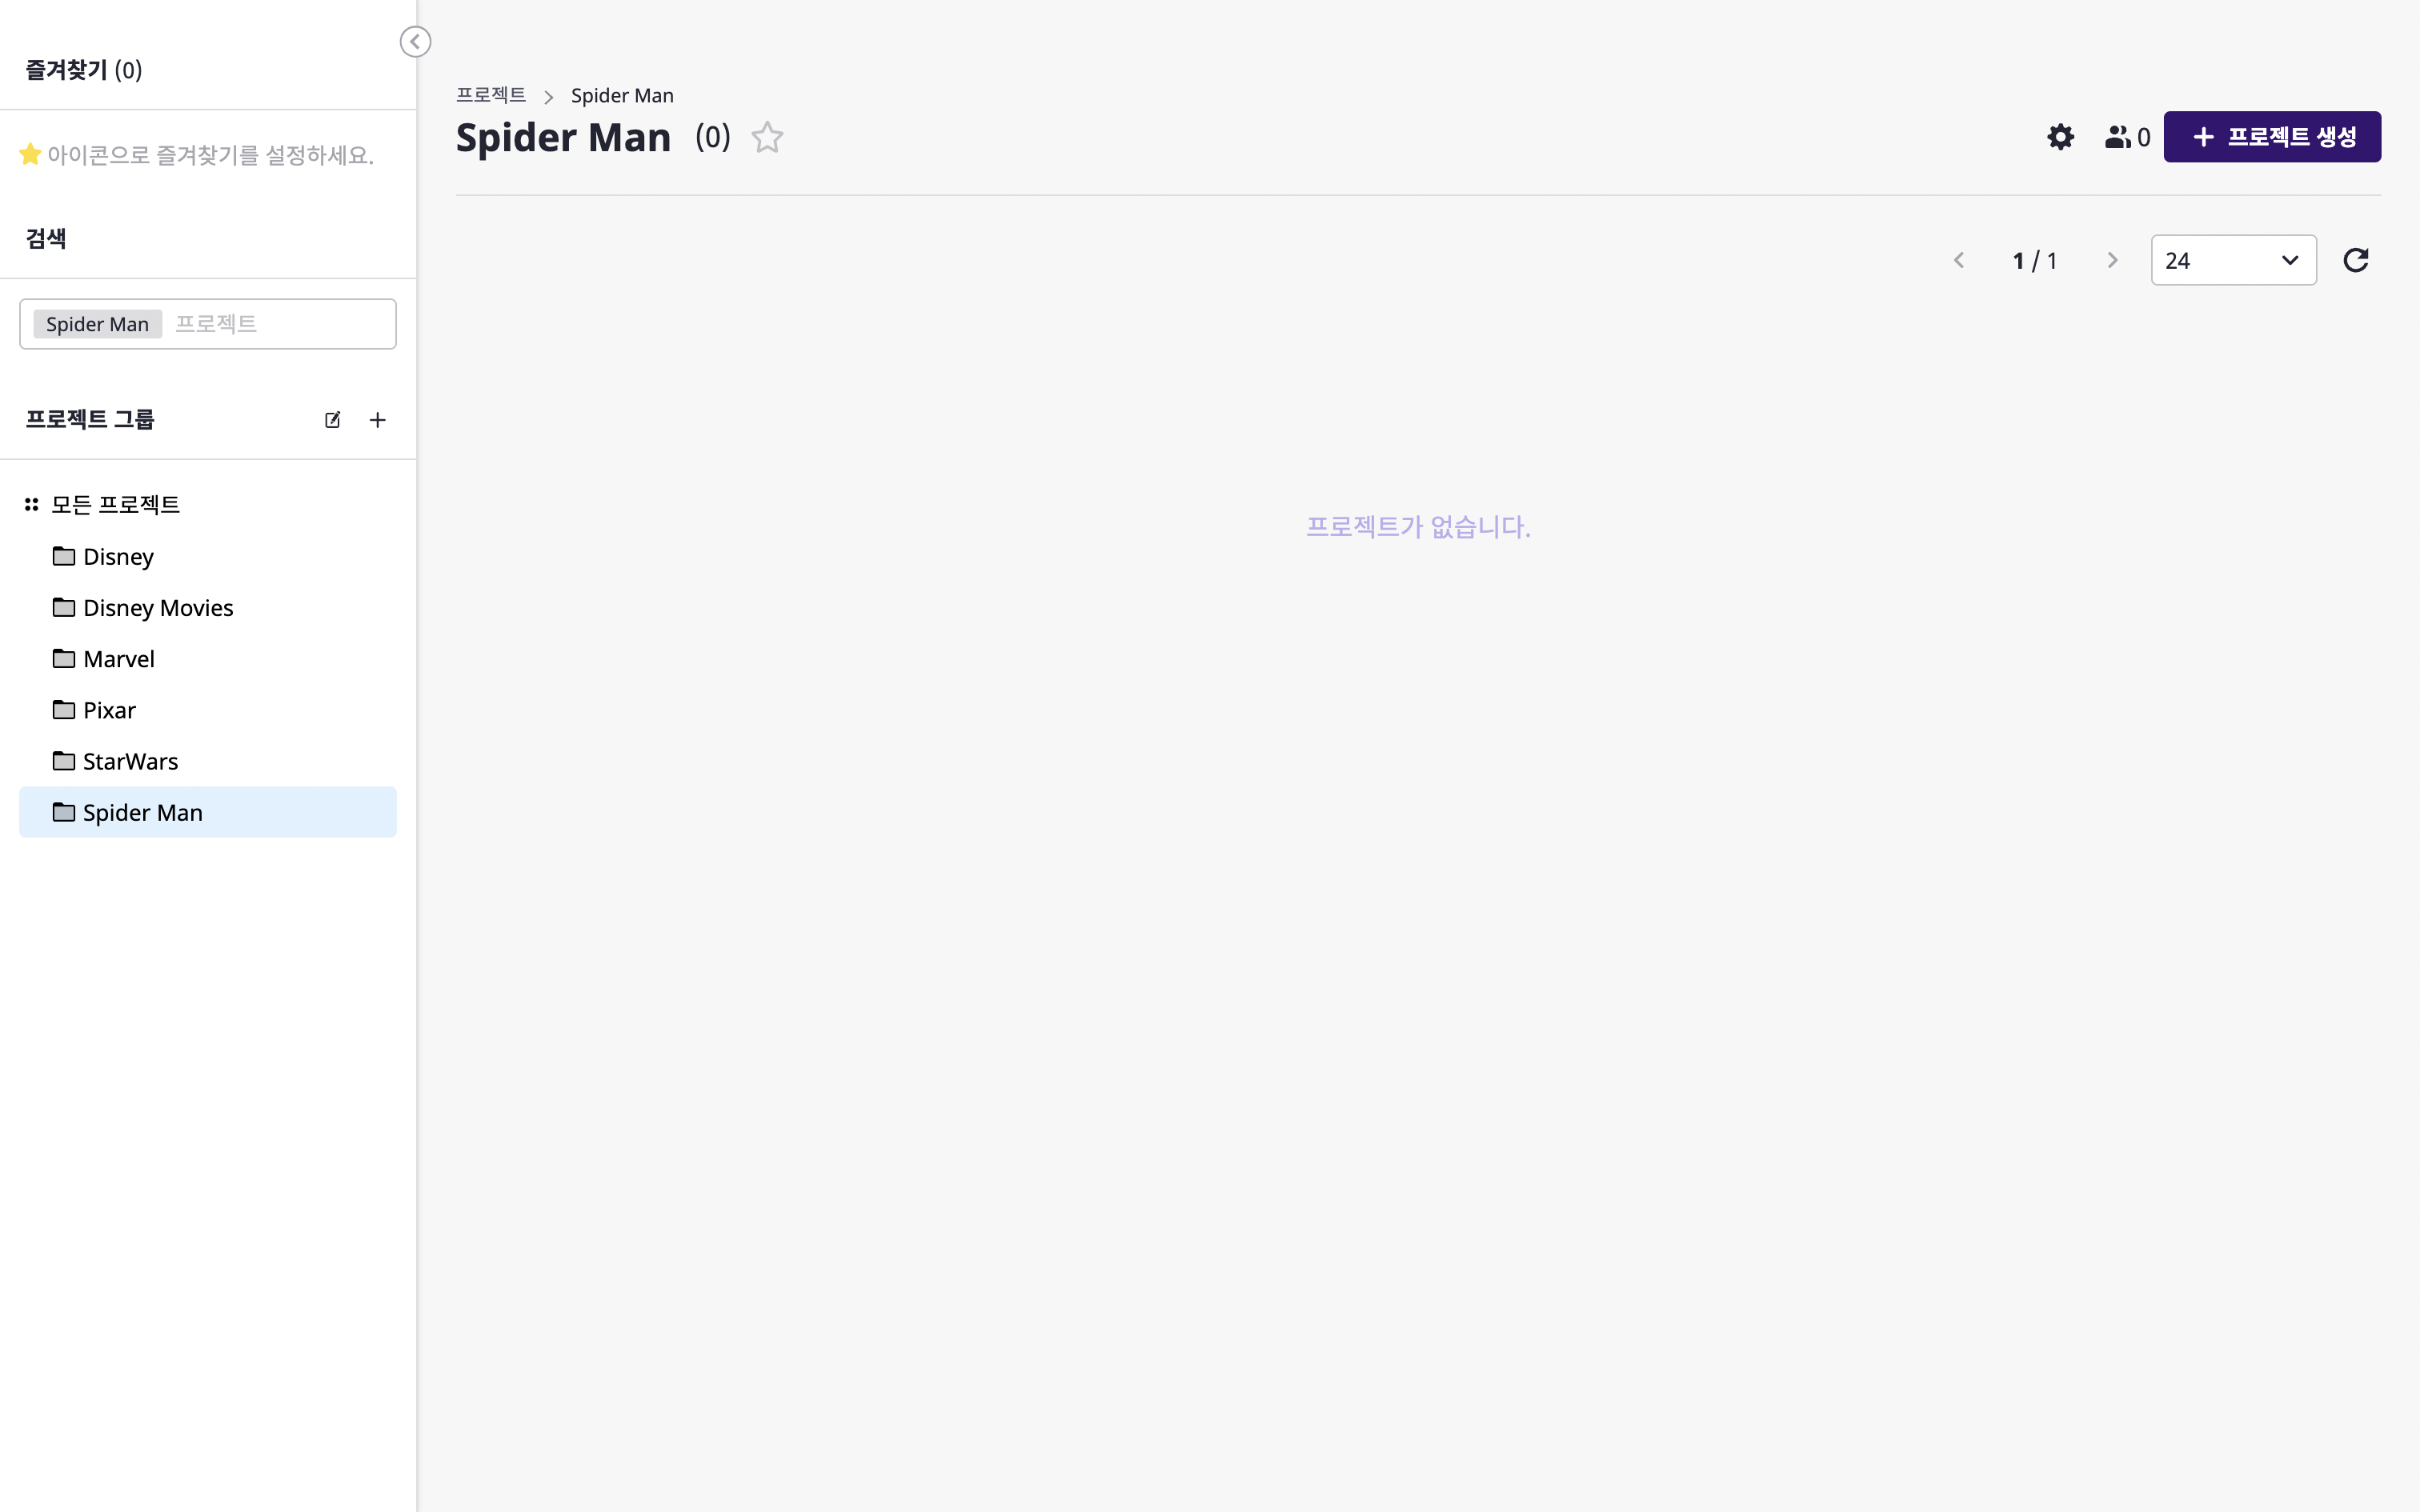 즐겨찾기 (0)
아이콘으로 즐겨찾기를 설정하세요.
검색
Spider Man 프로젝트
프로젝트 그룹
모든 프로젝트
Disney
Disney Movies
Marvel
Pixar
StarWars
Spider Man
프로젝트 > Spider Man
Spider Man (0)
0
+ 프로젝트 생성
< 1 / 1 >
24
프로젝트가 없습니다.